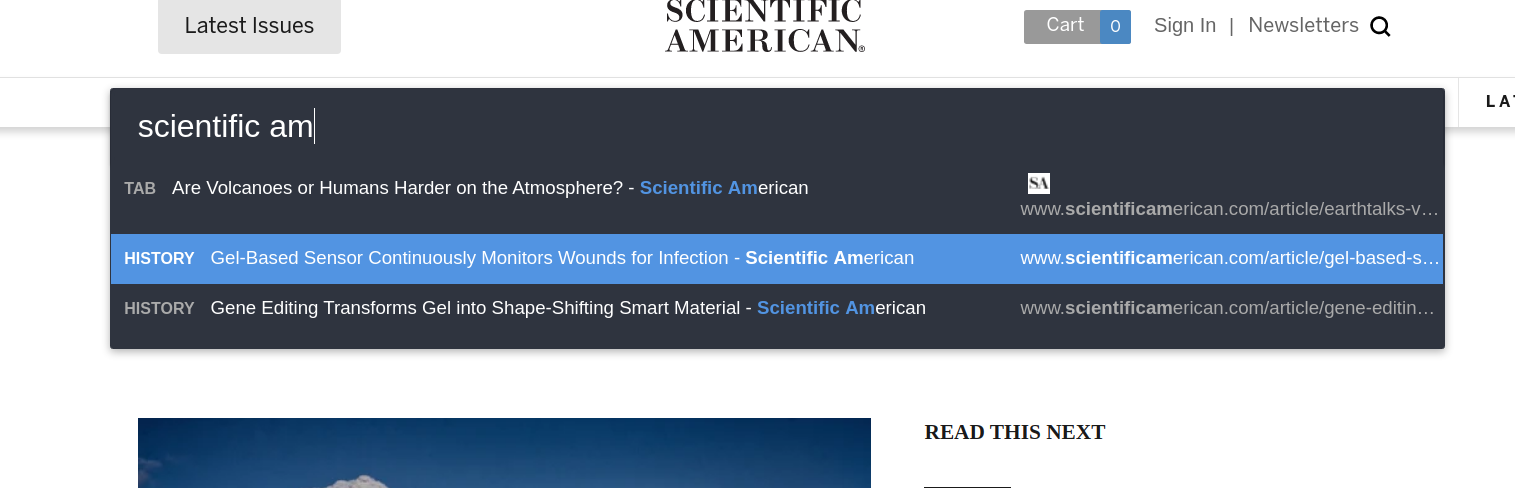 Latest Issues
SCIENTIFIC
AMERICAN®
Cart 0 Sign In | Newsletters
scientific am
TAB Are Volcanoes or Humans Harder on the Atmosphere? - Scientific American
SA
www.scientificamerican.com/article/earthtalks-v…
HISTORY Gel-Based Sensor Continuously Monitors Wounds for Infection - Scientific American www.scientificamerican.com/article/gel-based-s…
HISTORY Gene Editing Transforms Gel into Shape-Shifting Smart Material - Scientific American www.scientificamerican.com/article/gene-editin…
READ THIS NEXT